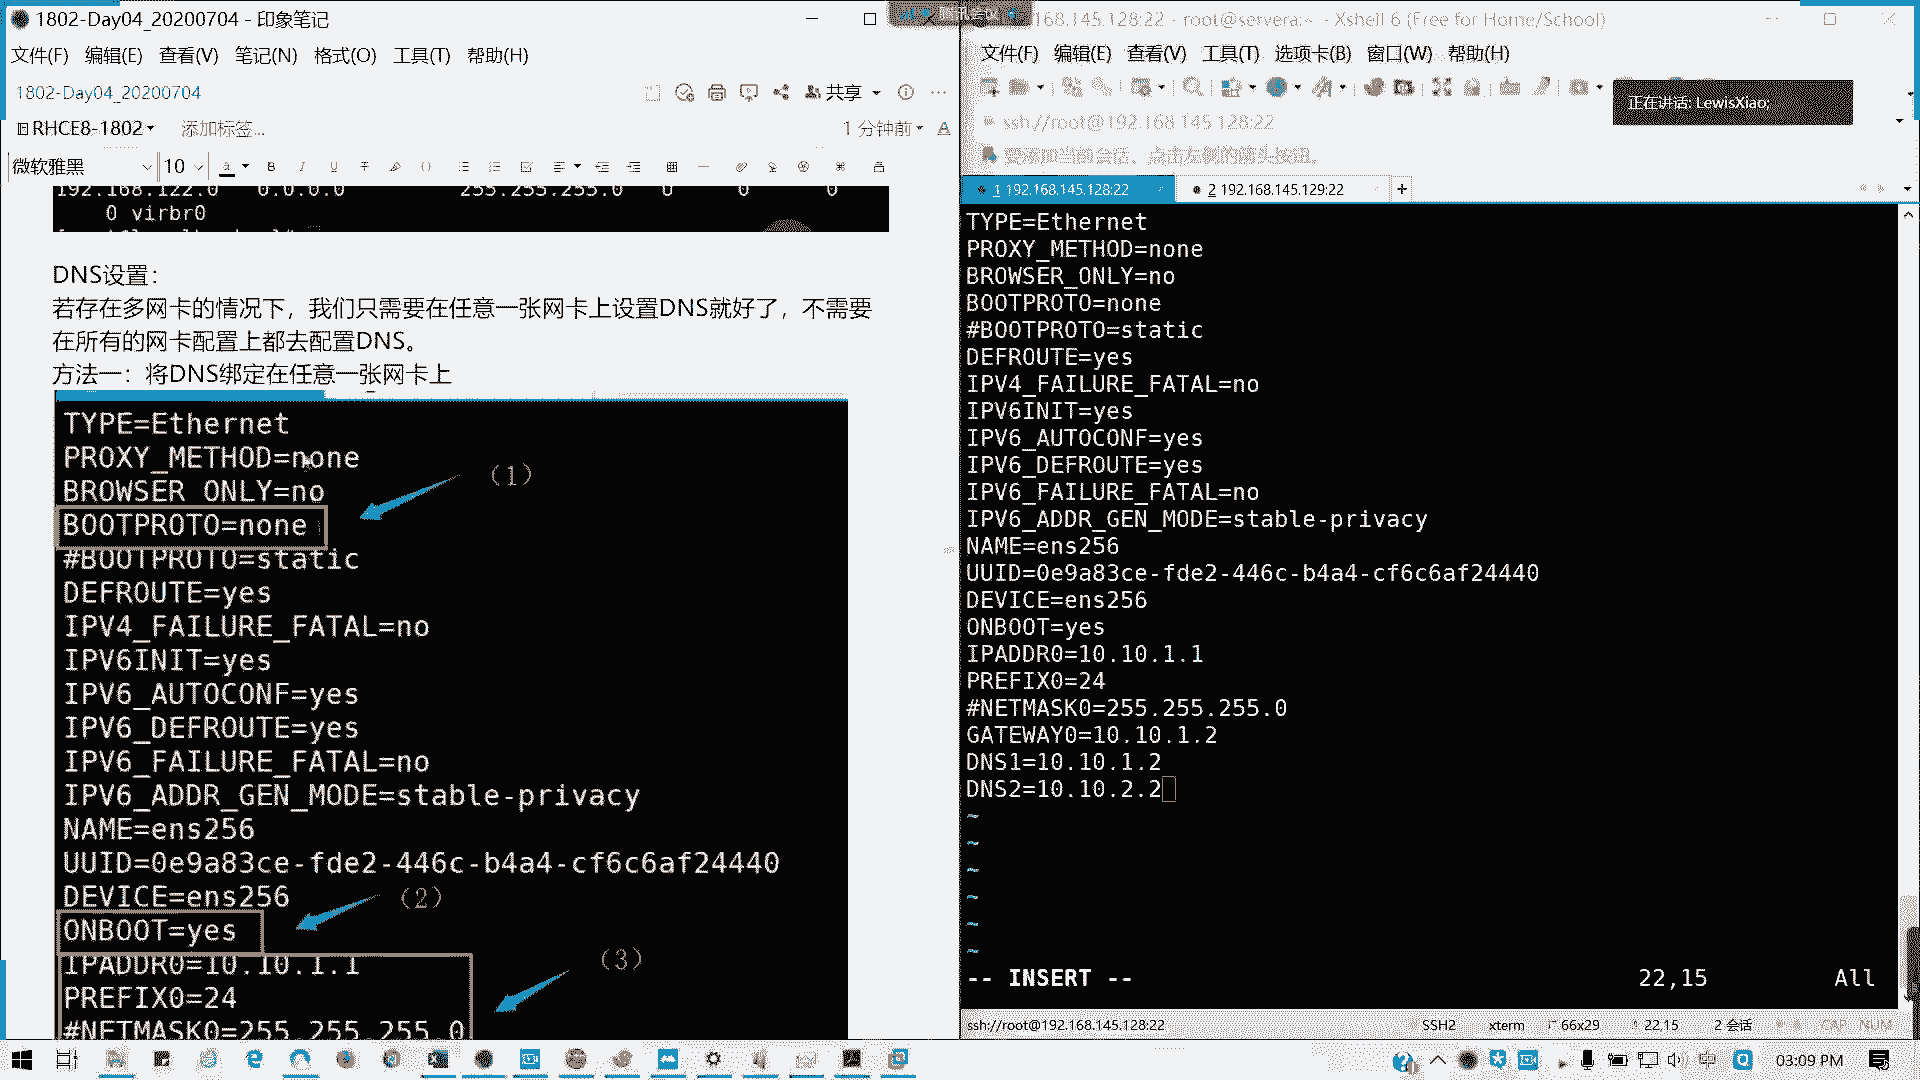 1802-Day04_20200704 - 印象笔记
文件(F) 编辑(E) 查看(V) 笔记(N) 格式(O) 工具(T) 帮助(H)
1802-Day04_20200704
共享
RHCE8-1802
添加标签...
1 分钟前
微软雅黑 10
192.168.122.0 0.0.0.0 255.255.255.0 U 0 0
0 virbr0
DNS设置：
若存在多网卡的情况下，我们只需要在任意一张网卡上设置DNS就好了，不需要
在所有的网卡配置上都去配置DNS。
方法一：将DNS绑定在任意一张网卡上
TYPE=Ethernet
PROXY_METHOD=none
（1）
BROWSER_ONLY=no
BOOTPROTO=none
#BOOTPROTO=static
DEFROUTE=yes
IPV4_FAILURE_FATAL=no
IPV6INIT=yes
IPV6_AUTOCONF=yes
IPV6_DEFROUTE=yes
IPV6_FAILURE_FATAL=no
IPV6_ADDR_GEN_MODE=stable-privacy
NAME=ens256
UUID=0e9a83ce-fde2-446c-b4a4-cf6c6af24440
DEVICE=ens256
（2）
ONBOOT=yes
（3）
IPADDR0=10.10.1.1
PREFIX0=24
#NETMASK0=255.255.255.0
腾讯会议
168.145.128:22 - root@servera:~ - Xshell 6 (Free for Home/School)
文件(F) 编辑(E) 查看(V) 工具(T) 选项卡(B) 窗口(W) 帮助(H)
正在讲话: LewisXiao;
ssh://root@192.168.145.128:22
要添加当前会话，点击左侧的箭头按钮。
1 192.168.145.128:22
2 192.168.145.129:22
TYPE=Ethernet
PROXY_METHOD=none
BROWSER_ONLY=no
BOOTPROTO=none
#BOOTPROTO=static
DEFROUTE=yes
IPV4_FAILURE_FATAL=no
IPV6INIT=yes
IPV6_AUTOCONF=yes
IPV6_DEFROUTE=yes
IPV6_FAILURE_FATAL=no
IPV6_ADDR_GEN_MODE=stable-privacy
NAME=ens256
UUID=0e9a83ce-fde2-446c-b4a4-cf6c6af24440
DEVICE=ens256
ONBOOT=yes
IPADDR0=10.10.1.1
PREFIX0=24
#NETMASK0=255.255.255.0
GATEWAY0=10.10.1.2
DNS1=10.10.1.2
DNS2=10.10.2.2
~
~
~
~
~
~
-- INSERT -- 22,15 All
ssh://root@192.168.145.128:22 SSH2 xterm 66x29 22,15 2 会话 CAP NUM
中
03:09 PM